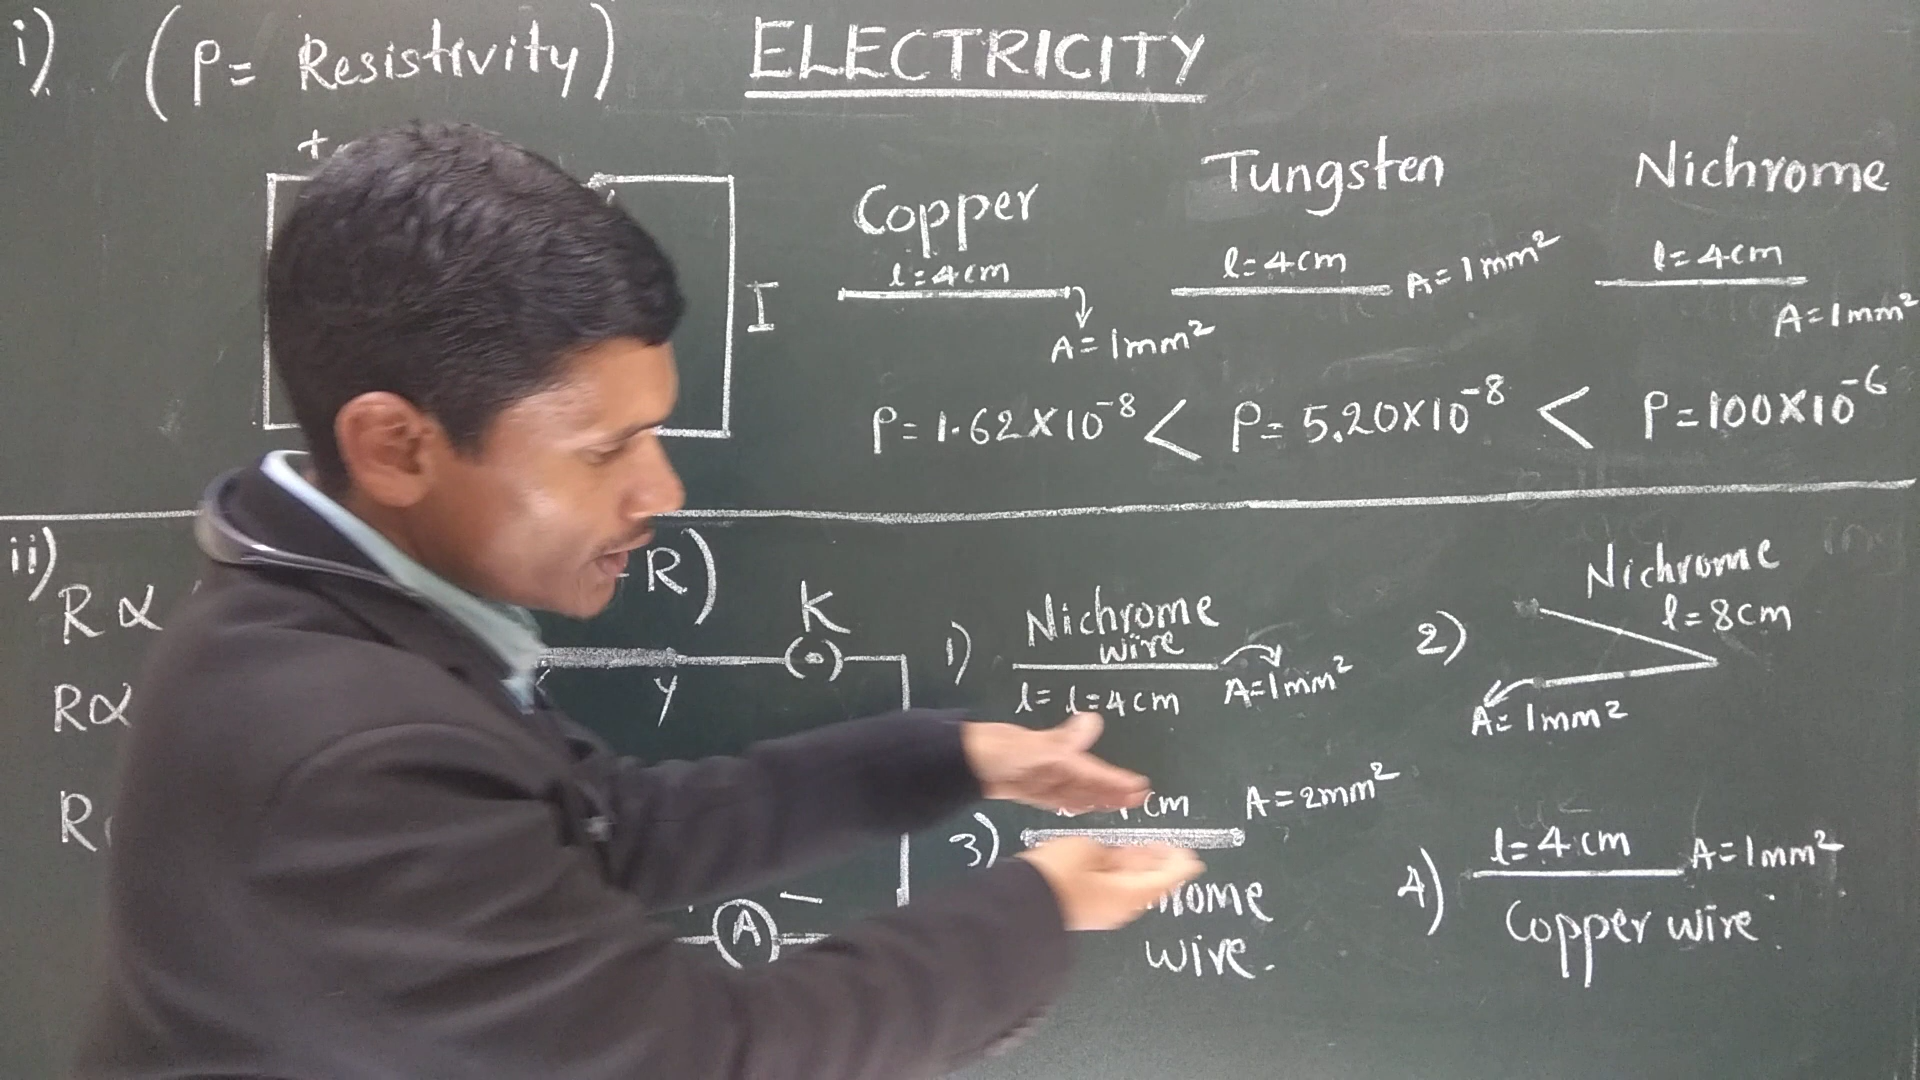 i) (ρ= Resistivity) ELECTRICITY
+
I
Copper
l=4cm
A=1mm²
ρ=1.62×10⁻⁸ < ρ=5.20×10⁻⁸ < ρ=100×10⁻⁶
Tungsten
l=4cm A=1mm²
Nichrome
l=4cm
A=1mm²
ii)
R α
Rα
R
R)
K
y
A
1) Nichrome
wire
l= l=4cm A=1mm²
2) Nichrome
l=8cm
A=1mm2
3) cm A=2mm²
wire.
4) l=4cm A=1mm²
Copper wire